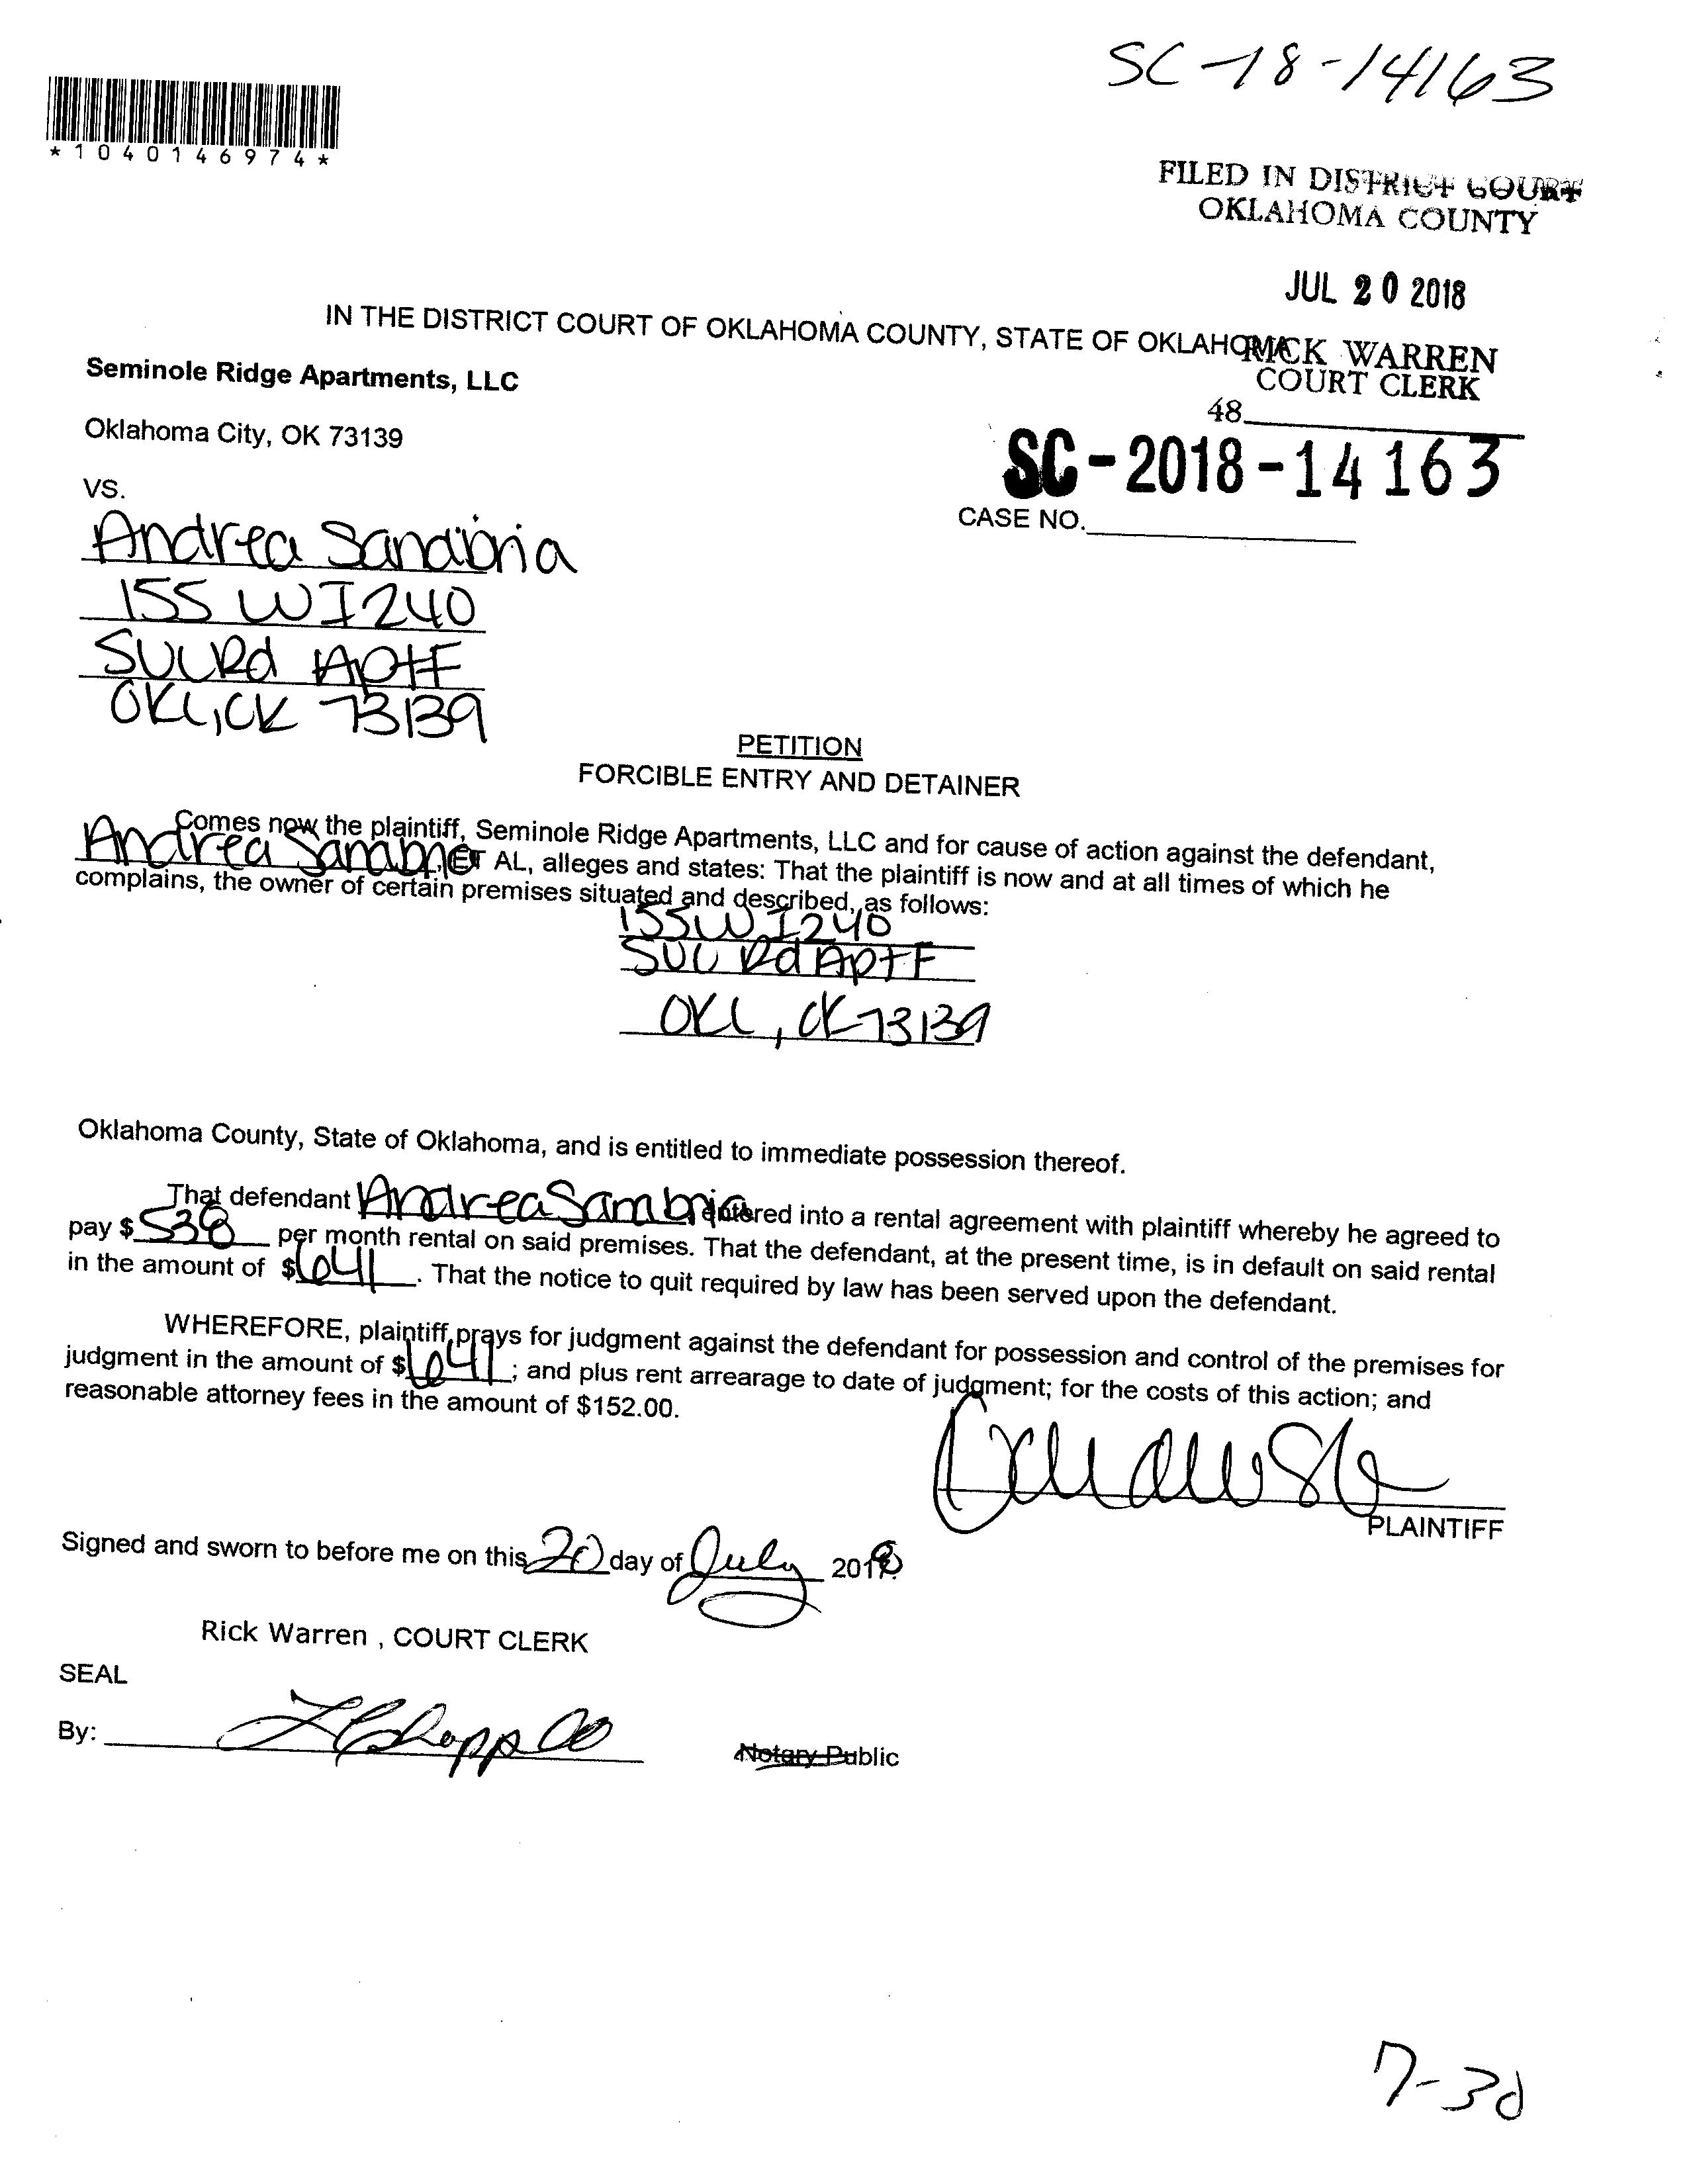 SC-18-14163
*1040146974*
FILED IN DISTRICT COURT
OKLAHOMA COUNTY
JUL 20 2018
IN THE DISTRICT COURT OF OKLAHOMA COUNTY, STATE OF OKLAHOMA
RICK WARREN
COURT CLERK
48
Seminole Ridge Apartments, LLC
Oklahoma City, OK 73139
SC-2018-14163
CASE NO.
VS.
Andrea Sanabria
155 W I240
SVC Rd Apt F
OKC, OK 73139
PETITION
FORCIBLE ENTRY AND DETAINER
Comes now the plaintiff, Seminole Ridge Apartments, LLC and for cause of action against the defendant,
Andrea Sanabria, ET AL, alleges and states: That the plaintiff is now and at all times of which he
complains, the owner of certain premises situated and described, as follows:
155 W I240
SVC Rd Apt F
OKC, OK 73139
Oklahoma County, State of Oklahoma, and is entitled to immediate possession thereof.
That defendant Andrea Sanabria entered into a rental agreement with plaintiff whereby he agreed to
pay $538 per month rental on said premises. That the defendant, at the present time, is in default on said rental
in the amount of $641. That the notice to quit required by law has been served upon the defendant.
WHEREFORE, plaintiff prays for judgment against the defendant for possession and control of the premises for
judgment in the amount of $641; and plus rent arrearage to date of judgment; for the costs of this action; and
reasonable attorney fees in the amount of $152.00.
PLAINTIFF
Signed and sworn to before me on this 20 day of July 2018
Rick Warren , COURT CLERK
SEAL
By:
Notary Public
7-30